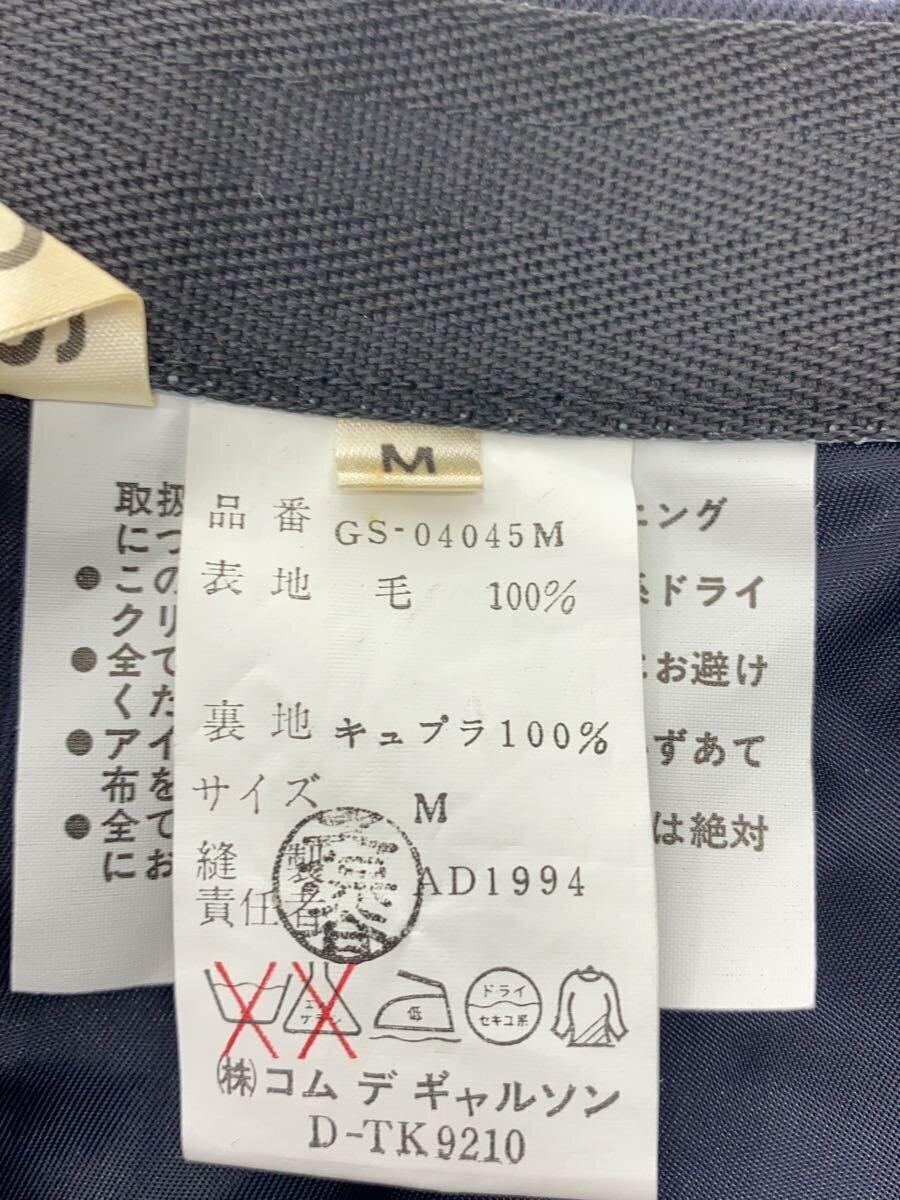 S
M
品番 GS-04045M
表地 毛 100%
裏地 キュプラ100%
サイズ M
縫製
責任者 AD1994
低
ドライ
セキユ系
(株)コム デ ギャルソン
D-TK9210
取扱
につ
●この
クリ
●全て
くた
●アイ
布を
●全て
にお
ニング
系ドライ
にお避け
ずあて
は絶対